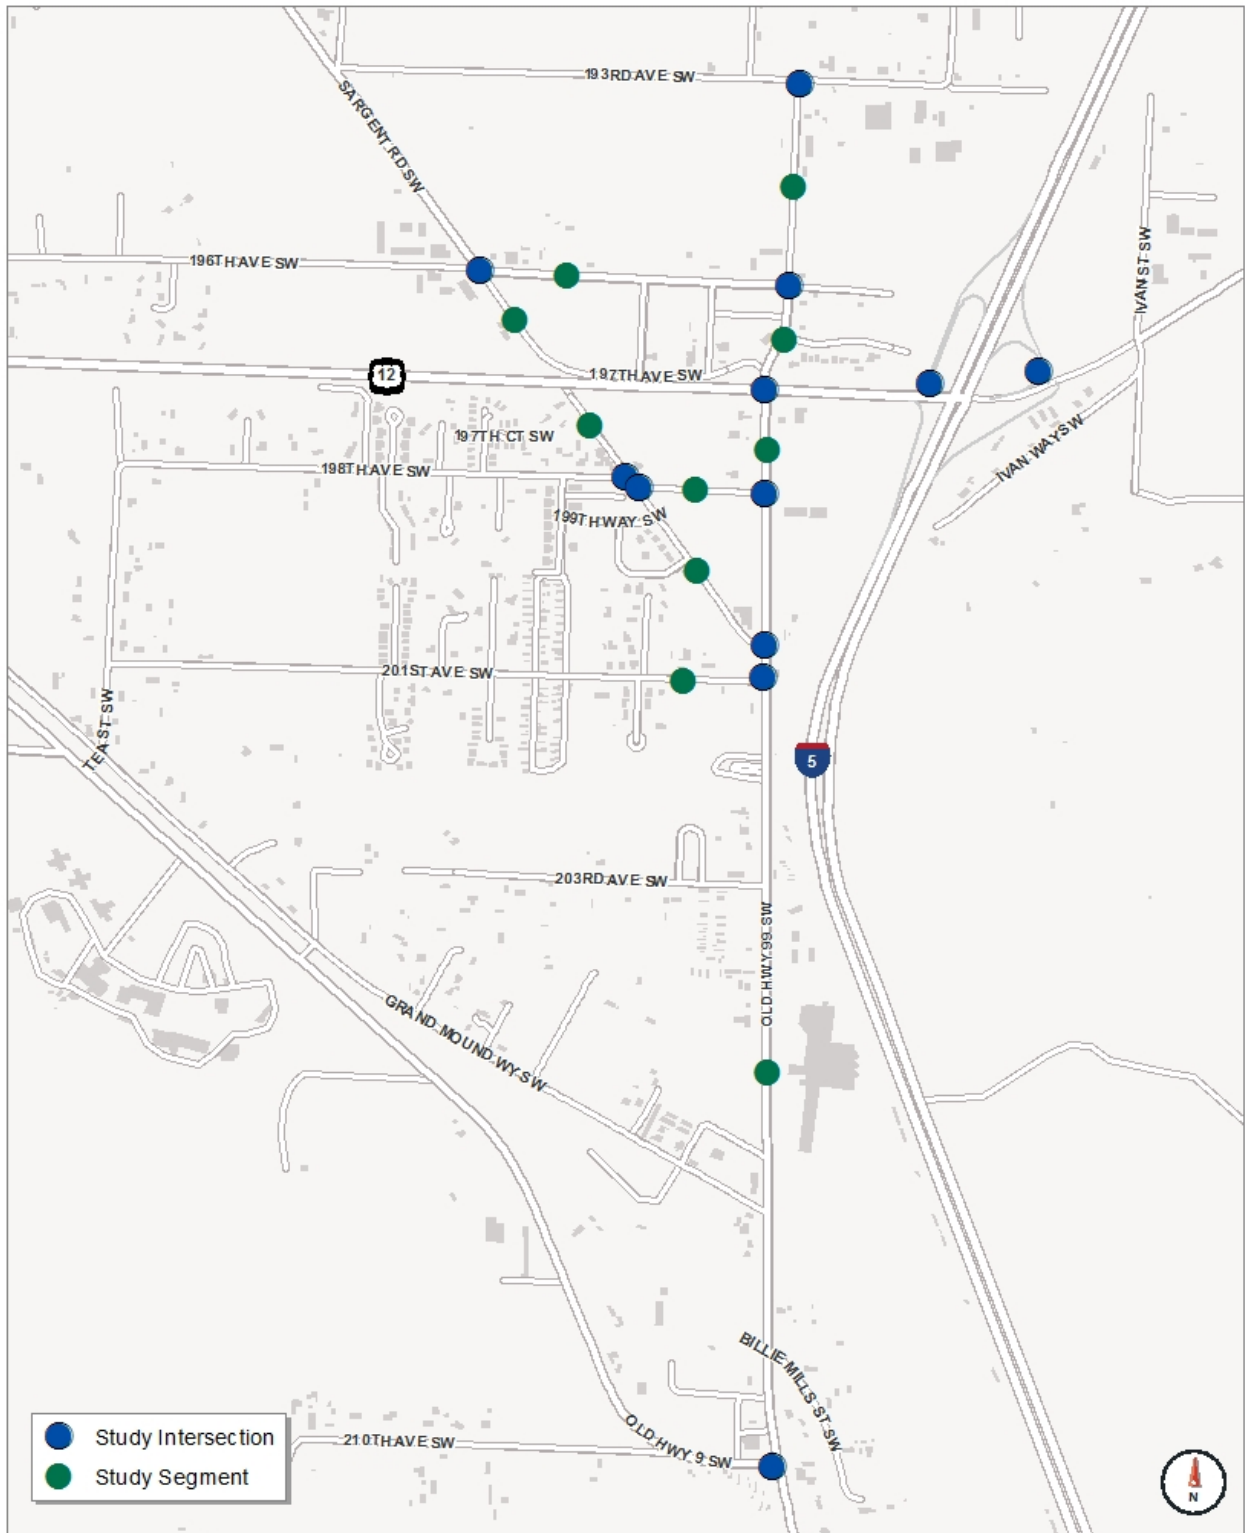 193RD AVE SW
SARGENT RD SW
IVAN ST SW
196TH AVE SW
12
197TH AVE SW
197TH CT SW
IVAN WAY SW
198TH AVE SW
199TH WAY SW
201ST AVE SW
TEA ST SW
5
203RD AVE SW
OLD HWY 99 SW
GRAND MOUND WY SW
BILLIE MILLS ST SW
210TH AVE SW
OLD HWY 9 SW
Study Intersection
Study Segment
N